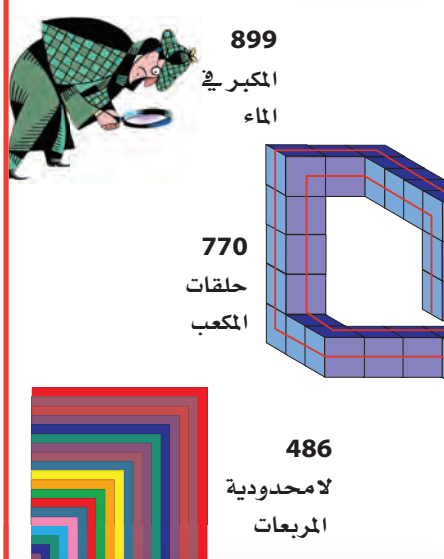 899
المكبر في
الماء
770
حلقات
المكعب
486
لامحدودية
المربعات